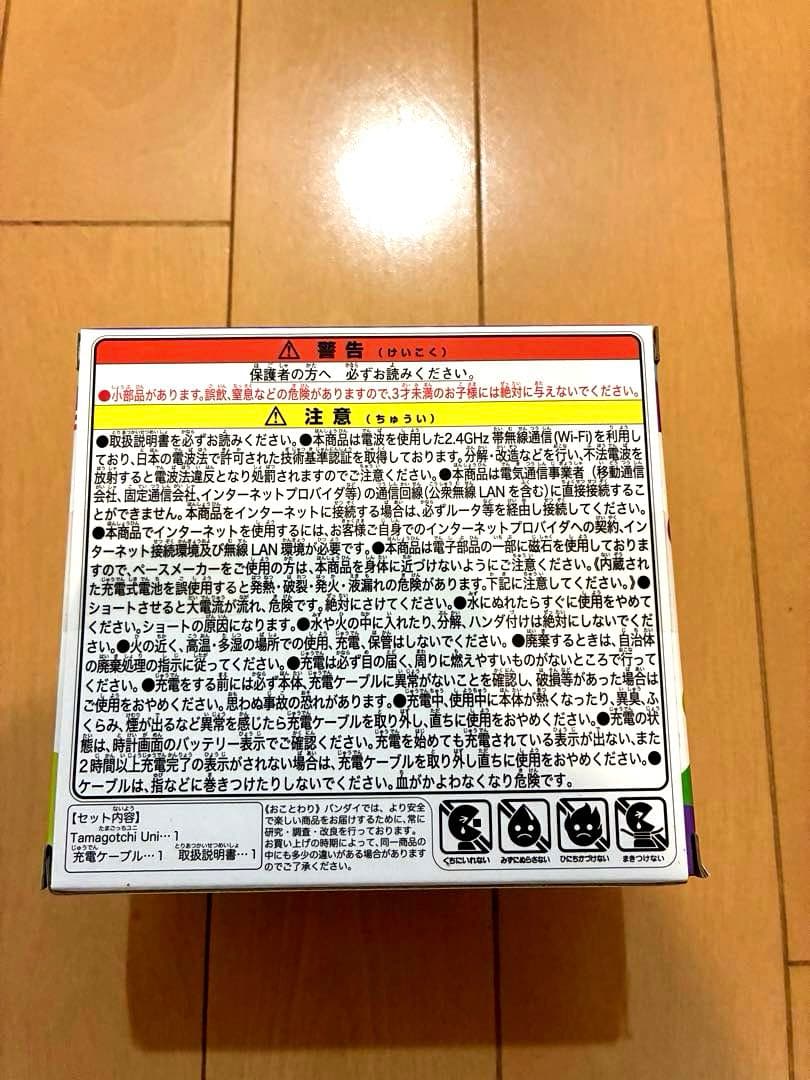 ⚠ 警告（けいこく）
保護者の方へ 必ずお読みください。
●小部品があります。誤飲、窒息などの危険がありますので、3才未満のお子様には絶対に与えないでください。
⚠ 注意（ちゅうい）
●取扱説明書を必ずお読みください。●本商品は電波を使用した2.4GHz 帯無線通信(Wi-Fi)を利用し
ており、日本の電波法で許可された技術基準認証を取得しております。分解・改造などを行い、不法電波を
放射すると電波法違反となり処罰されますのでご注意ください。●本商品は電気通信事業者（移動通信
会社、固定通信会社、インターネットプロバイダ等）の通信回線(公衆無線LANを含む)に直接接続するこ
とができません。本商品をインターネットに接続する場合は、必ずルータ等を経由し接続してください。
●本商品でインターネットを使用するには、お客様ご自身でのインターネットプロバイダへの契約、イン
ターネット接続環境及び無線LAN環境が必要です。●本商品は電子部品の一部に磁石を使用しておりま
すので、ペースメーカーをご使用の方は、本商品を身体に近づけないようにご注意ください。《内蔵され
た充電式電池を誤使用すると発熱・破裂・発火・液漏れの危険があります。下記に注意してください。》●
ショートさせると大電流が流れ、危険です。絶対にさけてください。●水にぬれたらすぐに使用をやめて
ください。ショートの原因になります。●水や火の中に入れたり、分解、ハンダ付けは絶対にしないでくだ
さい。●火の近く、高温・多湿の場所での使用、充電、保管はしないでください。●廃棄するときは、自治体
の廃棄処理の指示に従ってください。●充電は必ず目の届く、周りに燃えやすいものがないところで行って
ください。●充電をする前には必ず本体、充電ケーブルに異常がないことを確認し、破損等があった場合は
ご使用をおやめください。思わぬ事故の恐れがあります。●充電中、使用中に本体が熱くなったり、異臭、ふ
くらみ、煙が出るなど異常を感じたら充電ケーブルを取り外し、直ちに使用をおやめください。●充電の状
態は、時計画面のバッテリー表示でご確認ください。充電を始めても充電されている表示が出ない、また
2時間以上充電完了の表示がされない場合は、充電ケーブルを取り外し直ちに使用をおやめください。●
ケーブルは、指などに巻きつけたりしないでください。血がかよわなくなり危険です。
【セット内容】
Tamagotchi Uni…1
充電ケーブル…1 取扱説明書…1
《おことわり》バンダイでは、より安全
で楽しい商品をお届けするために、常に
研究・調査・改良を行っております。
お買い上げの時期によって、同一商品の
中にも多少の違いがある場合があります
のでご了承ください。
くちにいれない みずにぬらさない ひにちかづけない まきつけない